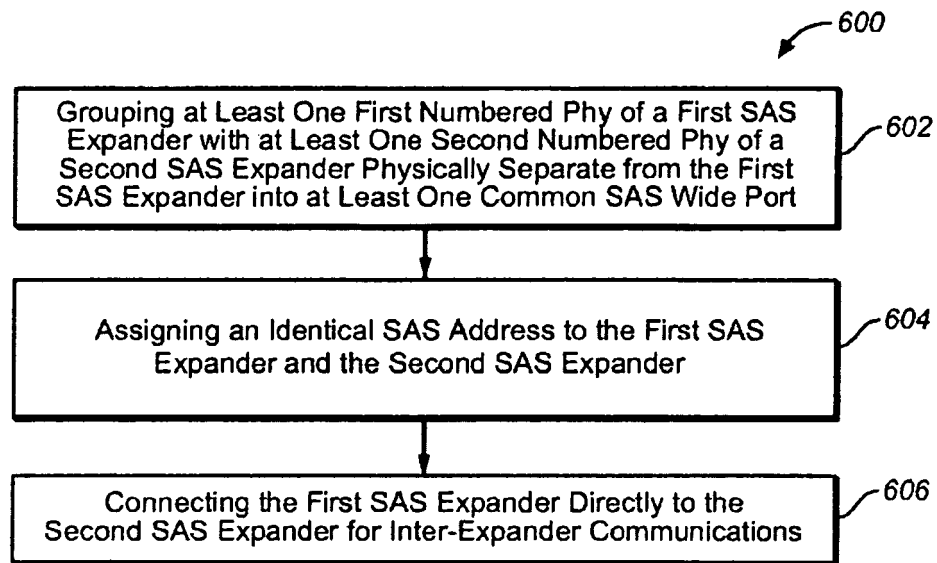 600
Grouping at Least One First Numbered Phy of a First SAS
Expander with at Least One Second Numbered Phy of a
Second SAS Expander Physically Separate from the First
SAS Expander into at Least One Common SAS Wide Port
602
Assigning an Identical SAS Address to the First SAS
Expander and the Second SAS Expander
604
Connecting the First SAS Expander Directly to the
Second SAS Expander for Inter-Expander Communications
606